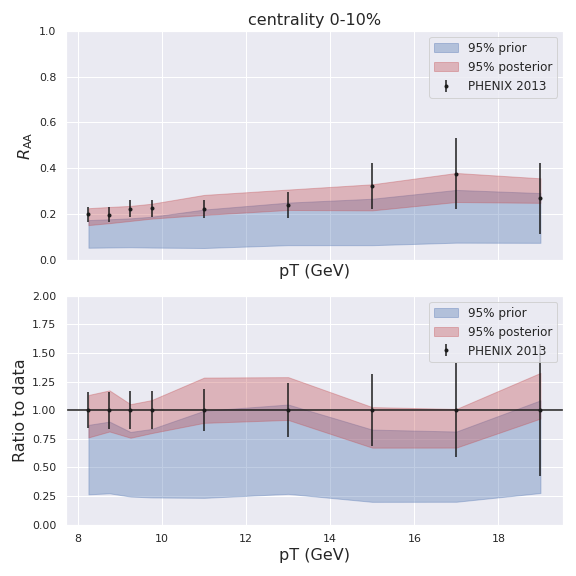 centrality 0-10%
1.0
0.8
0.6
0.4
0.2
0.0
R_AA
95% prior
95% posterior
PHENIX 2013
pT (GeV)
2.00
1.75
1.50
1.25
1.00
0.75
0.50
0.25
0.00
Ratio to data
95% prior
95% posterior
PHENIX 2013
8 10 12 14 16 18
pT (GeV)